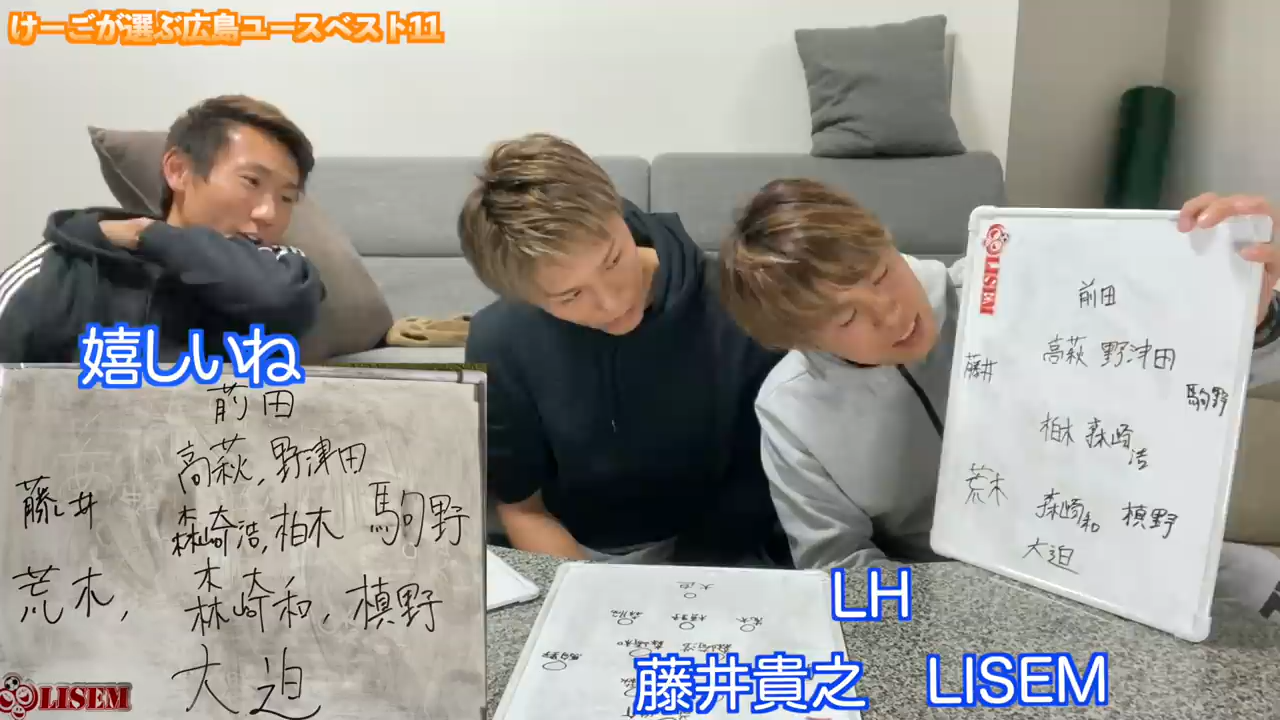 けーごが選ぶ広島ユースベスト11
嬉しいね
前田
高萩,野津田
藤井
森崎浩,柏木 駒野
荒木, 森崎和, 槙野
大迫
LISEM
LISEM
前田
高萩 野津田
藤井
駒野
柏木 森崎浩
荒木
森崎和 槙野
大迫
大迫
LH
藤井貴之 LISEM